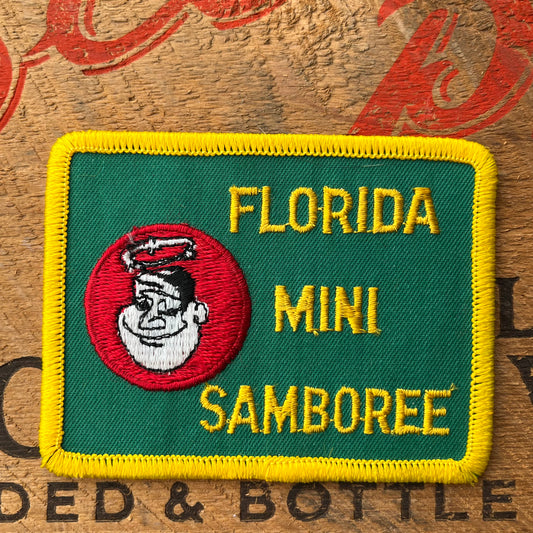 FLORIDA
MINI
SAMBOREE
DED & BOTTLE